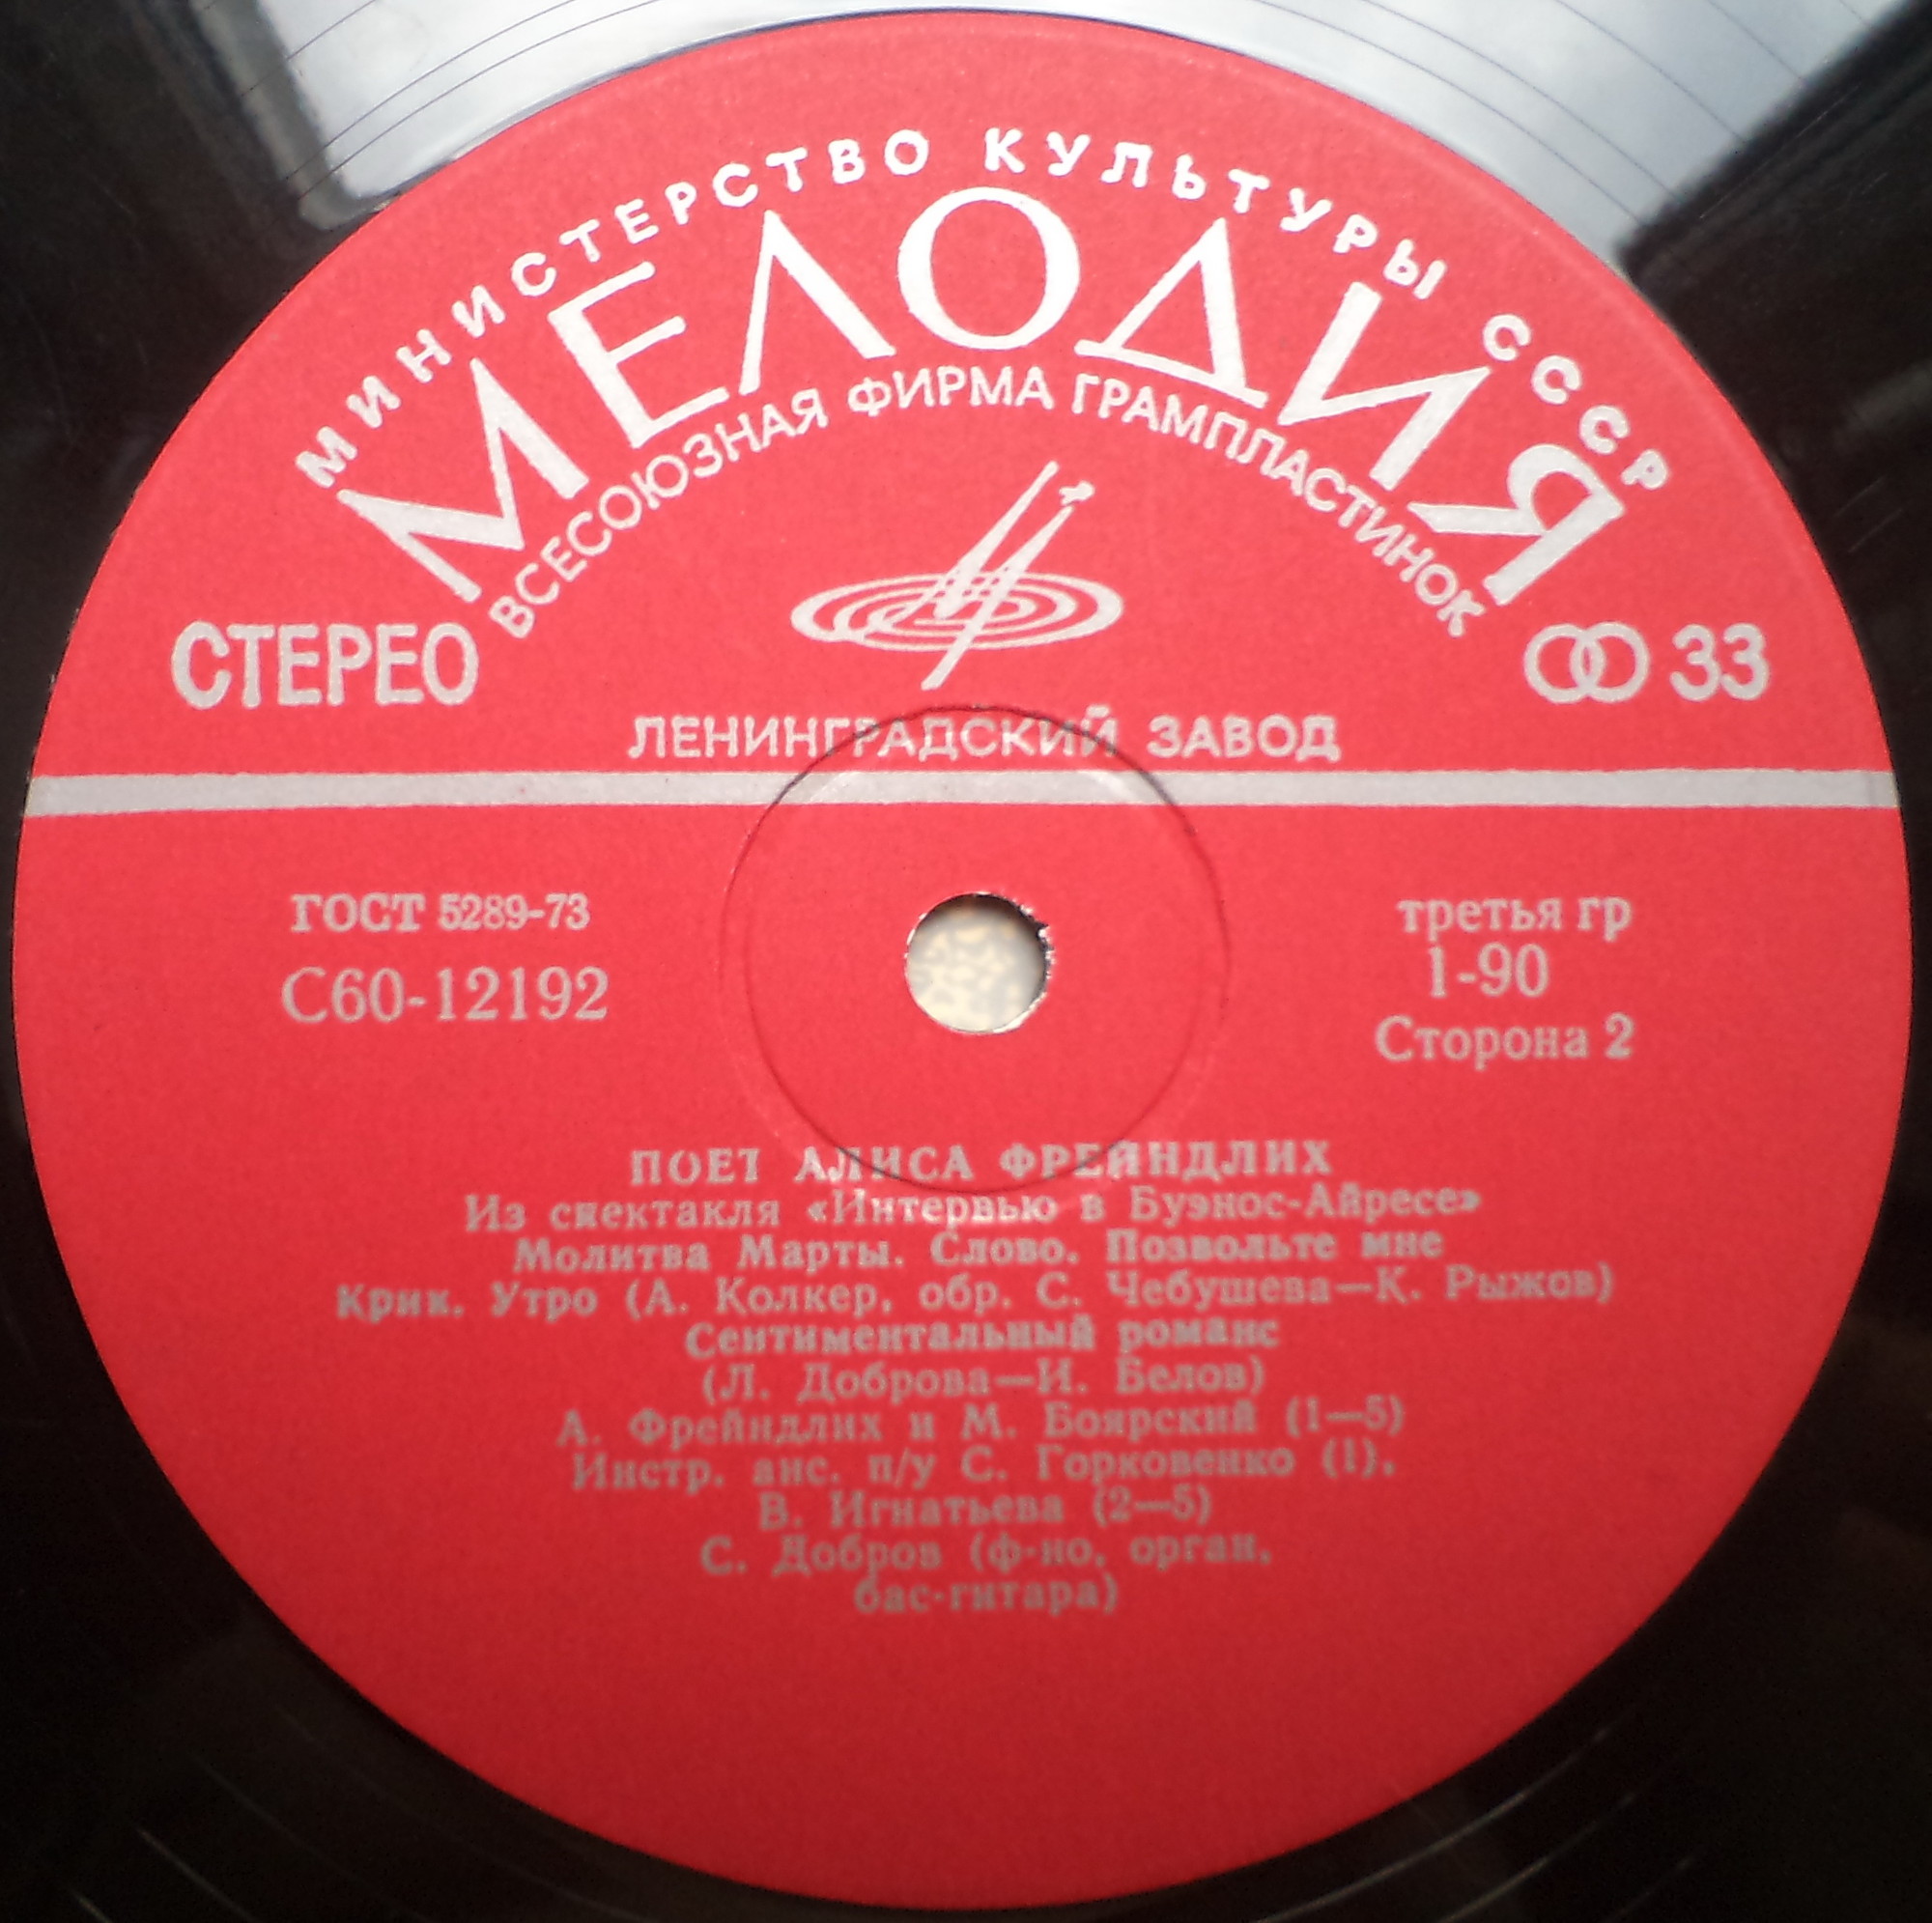 МИНИСТЕРСТВО КУЛЬТУРЫ СССР
МЕЛОДИЯ
ВСЕСОЮЗНАЯ ФИРМА ГРАМПЛАСТИНОК
СТЕРЕО
33
ЛЕНИНГРАДСКИЙ ЗАВОД
ГОСТ 5289-73
С60-12192
третья гр
1-90
Сторона 2
ПОЕТ АЛИСА ФРЕЙНДЛИХ
Из спектакля «Интервью в Буэнос-Айресе»
Молитва Марты. Слово. Позвольте мне
Крик. Утро (А. Колкер, обр. С. Чебушева—К. Рыжов)
Сентиментальный романс
(Л. Доброва—И. Белов)
А. Фрейндлих и М. Боярский (1—5)
Инстр. анс. п/у С. Горковенко (1),
В. Игнатьева (2—5)
С. Добров (ф-но, орган,
бас-гитара)